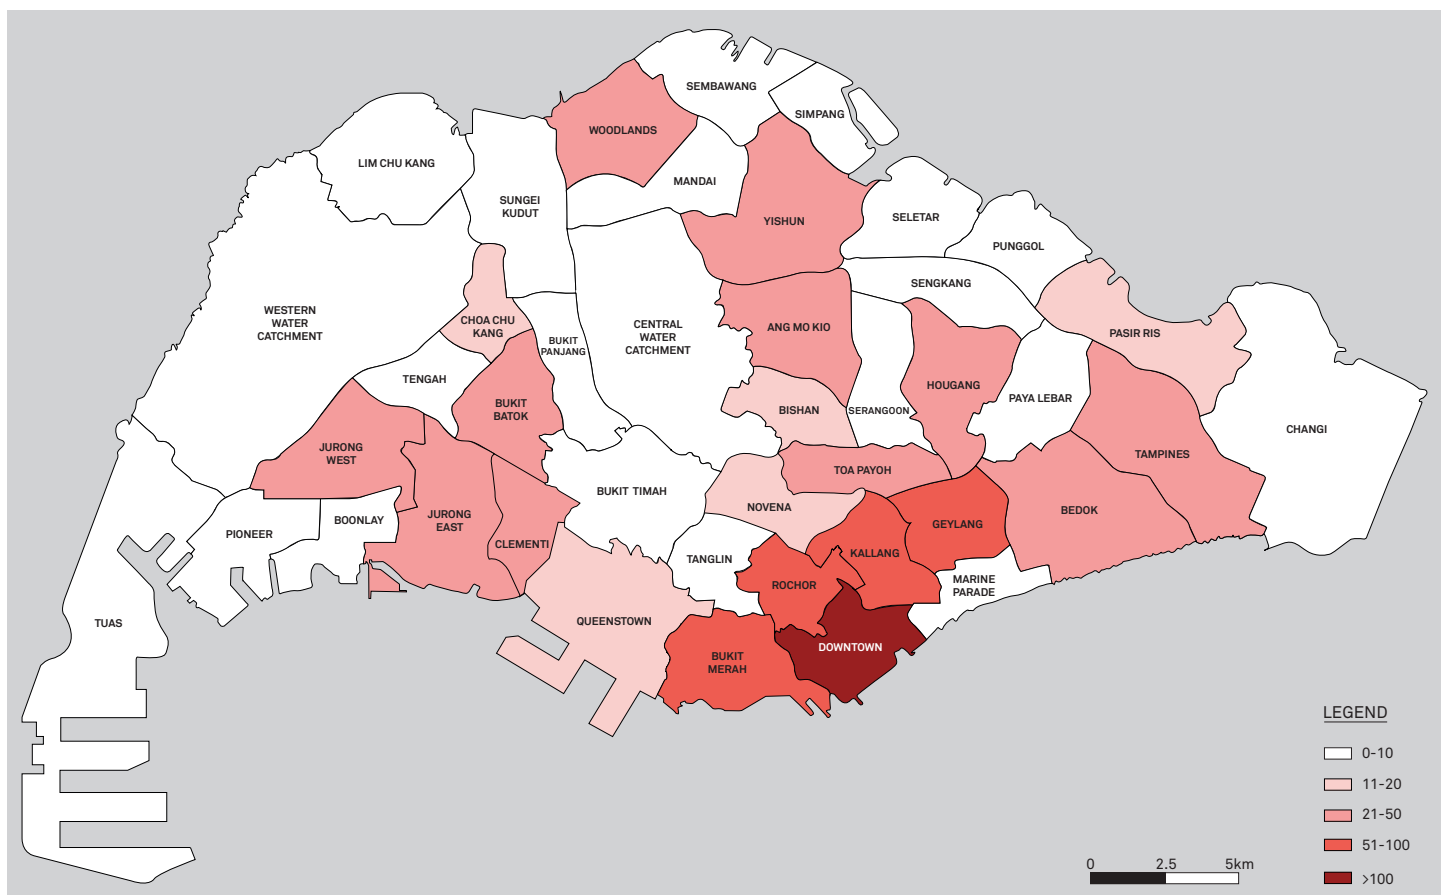 SEMBAWANG
SIMPANG
WOODLANDS
LIM CHU KANG
MANDAI
SUNGEI
KUDUT
YISHUN
SELETAR
PUNGGOL
SENGKANG
WESTERN
WATER
CATCHMENT
CHOA CHU
KANG
CENTRAL
WATER
CATCHMENT
ANG MO KIO
PASIR RIS
BUKIT
PANJANG
TENGAH
HOUGANG
PAYA LEBAR
BUKIT
BATOK
BISHAN
SERANGOON
CHANGI
JURONG
WEST
TAMPINES
TOA PAYOH
BUKIT TIMAH
NOVENA
BEDOK
BOONLAY
JURONG
EAST
GEYLANG
PIONEER
CLEMENTI
KALLANG
TANGLIN
ROCHOR
MARINE
PARADE
TUAS
QUEENSTOWN
DOWNTOWN
BUKIT
MERAH
LEGEND
0-10
11-20
21-50
51-100
>100
0 2.5 5km